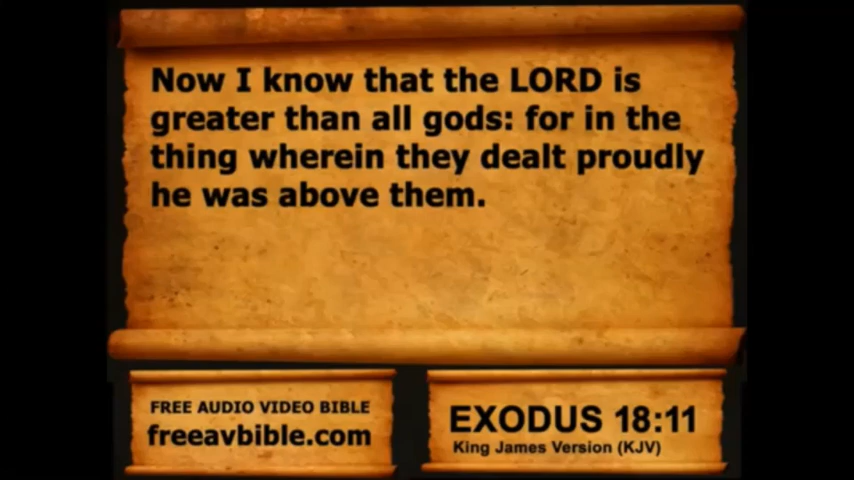 Now I know that the LORD is
greater than all gods: for in the
thing wherein they dealt proudly
he was above them.
FREE AUDIO VIDEO BIBLE
freeavbible.com
EXODUS 18:11
King James Version (KJV)